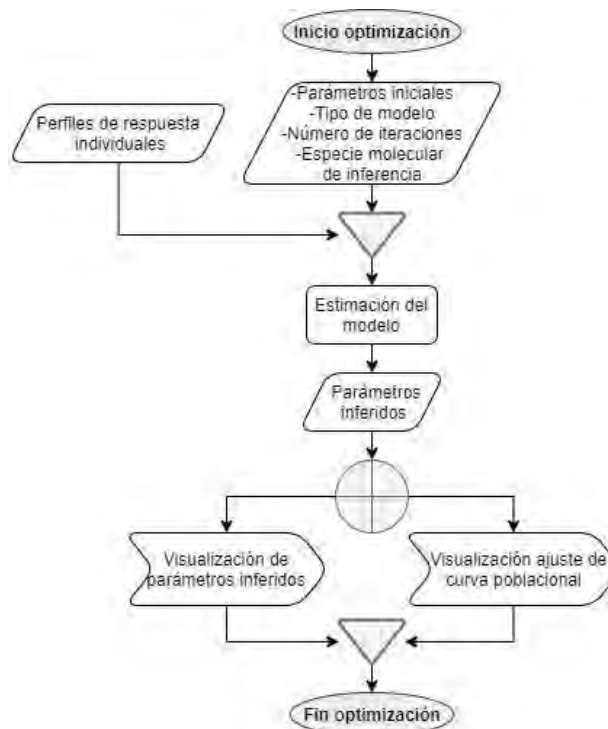 Inicio optimización
-Parámetros iniciales
-Tipo de modelo
-Número de iteraciones
-Especie molecular
de inferencia
Perfiles de respuesta
individuales
Estimación del
modelo
Parámetros
inferidos
Visualización de
parámetros inferidos
Visualización ajuste de
curva poblacional
Fin optimización